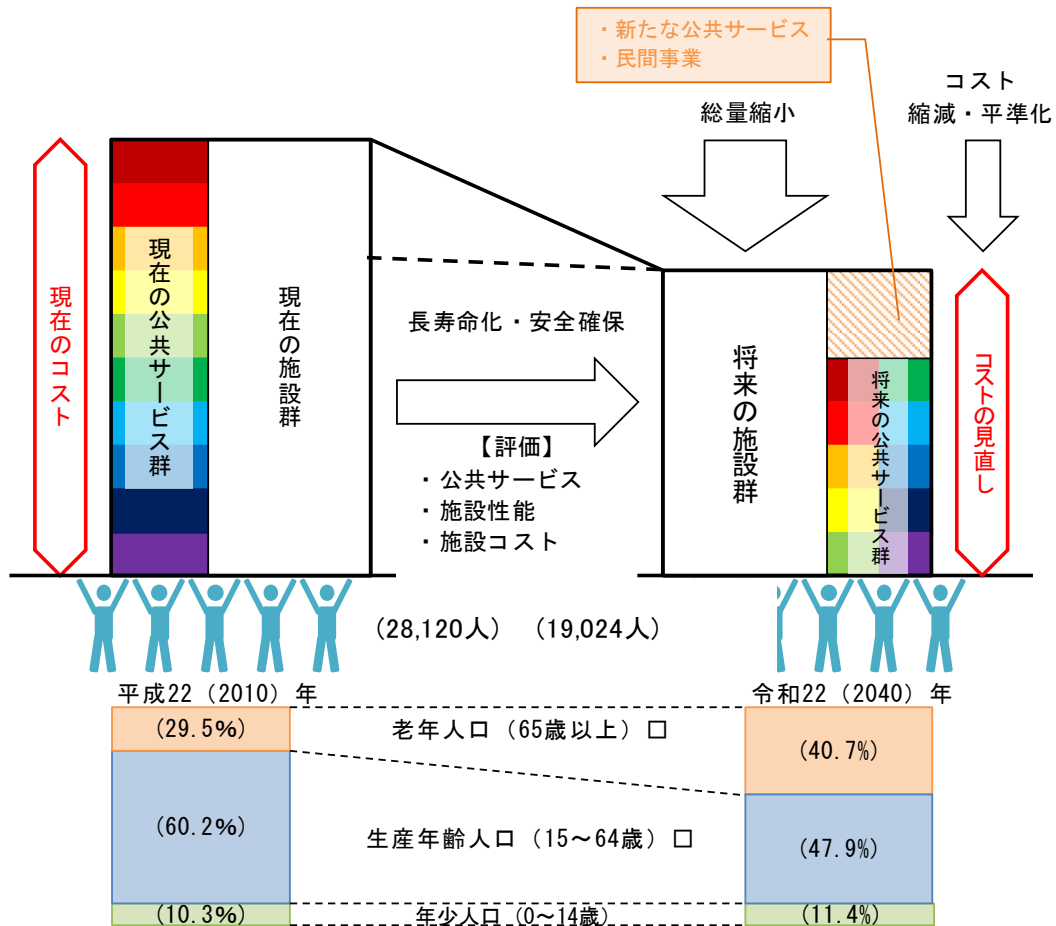 ・新たな公共サービス
・民間事業
総量縮小
コスト
縮減・平準化
現在のコスト
現在の公共サービス群
現在の施設群
長寿命化・安全確保
【評価】
・公共サービス
・施設性能
・施設コスト
将来の施設群
将来の公共サービス群
コストの見直し
(28,120人) (19,024人)
平成22(2010)年
令和22(2040)年
(29.5%)
老年人口(65歳以上)□
(40.7%)
(60.2%)
生産年齢人口(15~64歳)□
(47.9%)
(10.3%)
年少人口(0~14歳)
(11.4%)